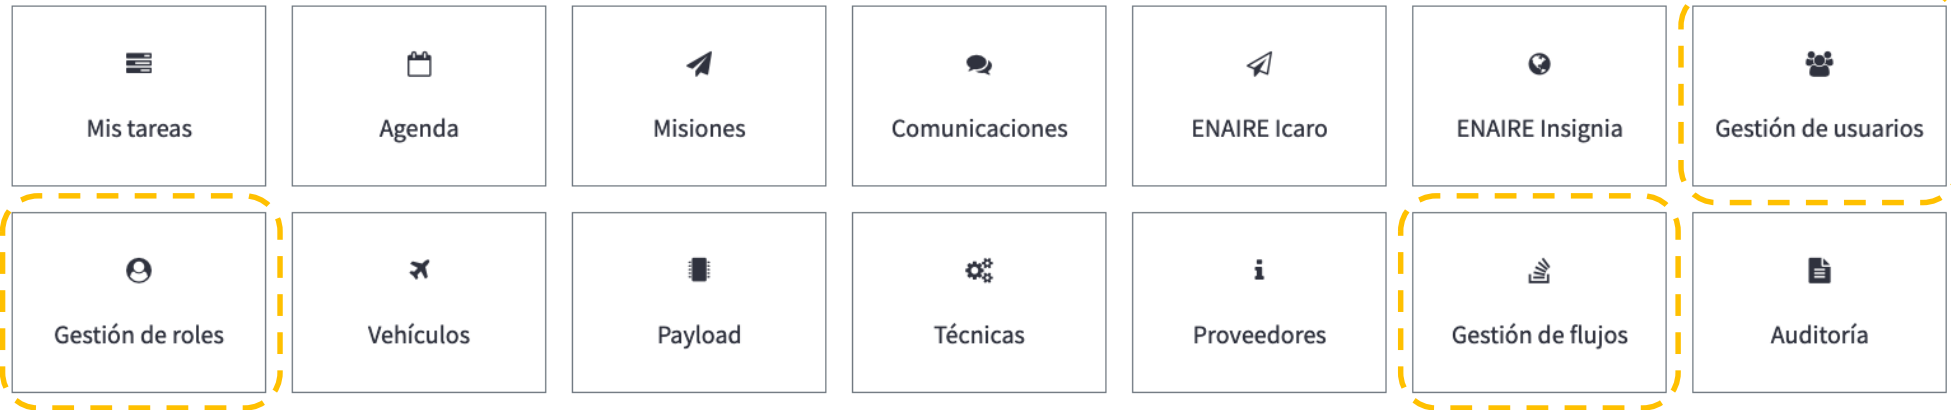 Mis tareas
Agenda
Misiones
Comunicaciones
ENAIRE Icaro
ENAIRE Insignia
Gestión de usuarios
Gestión de roles
Vehículos
Payload
Técnicas
Proveedores
Gestión de flujos
Auditoría